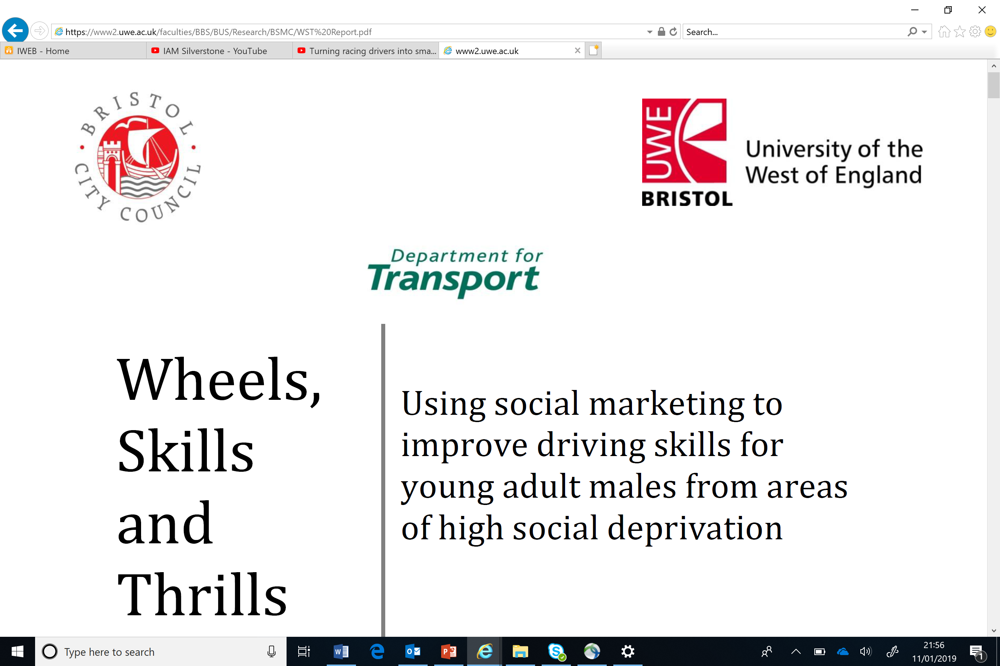 https://www2.uwe.ac.uk/faculties/BBS/BUS/Research/BSMC/WST%20Report.pdf
Search...
IWEB - Home
IAM Silverstone - YouTube
Turning racing drivers into sma...
www2.uwe.ac.uk
BRISTOL
CITY COUNCIL
UWE
BRISTOL
University of the
West of England
Department for
Transport
Wheels,
Skills
and
Thrills
Using social marketing to
improve driving skills for
young adult males from areas
of high social deprivation
Type here to search
21:56
11/01/2019
1